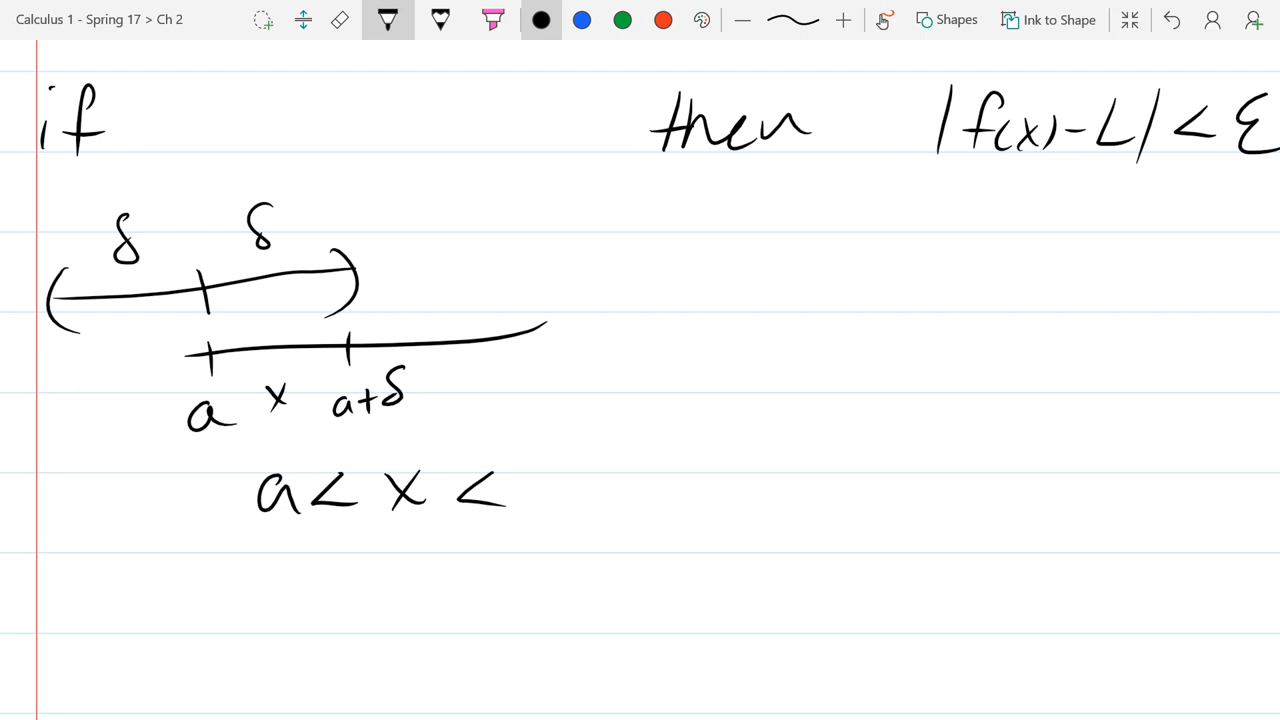 Calculus 1 - Spring 17 > Ch 2 Shapes Ink to Shape
if then |f(x)-L| < ε
δ δ
a x a+δ
a < x <